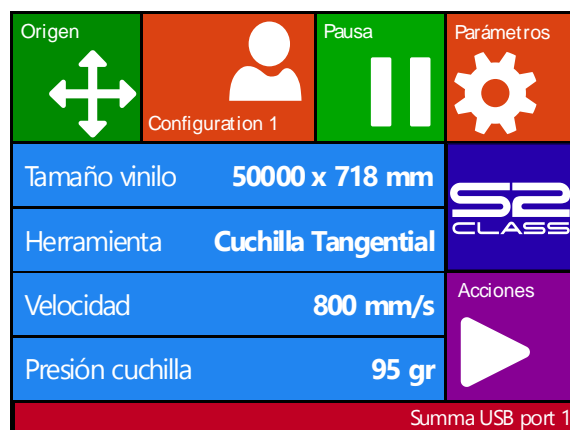 Origen
Configuration 1
Pausa
Parámetros
Tamaño vinilo 50000 x 718 mm
S2
CLASS
Herramienta Cuchilla Tangential
Velocidad 800 mm/s
Acciones
Presión cuchilla 95 gr
Summa USB port 1